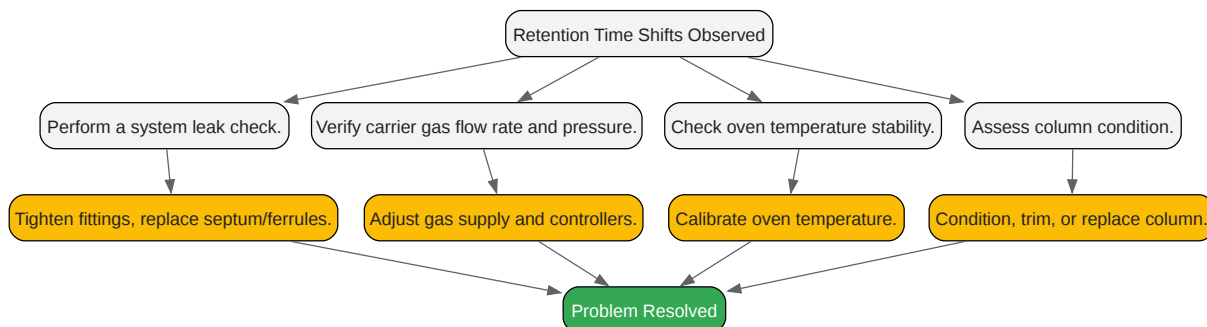 Retention Time Shifts Observed
Perform a system leak check.
Verify carrier gas flow rate and pressure.
Check oven temperature stability.
Assess column condition.
Tighten fittings, replace septum/ferrules.
Adjust gas supply and controllers.
Calibrate oven temperature.
Condition, trim, or replace column.
Problem Resolved